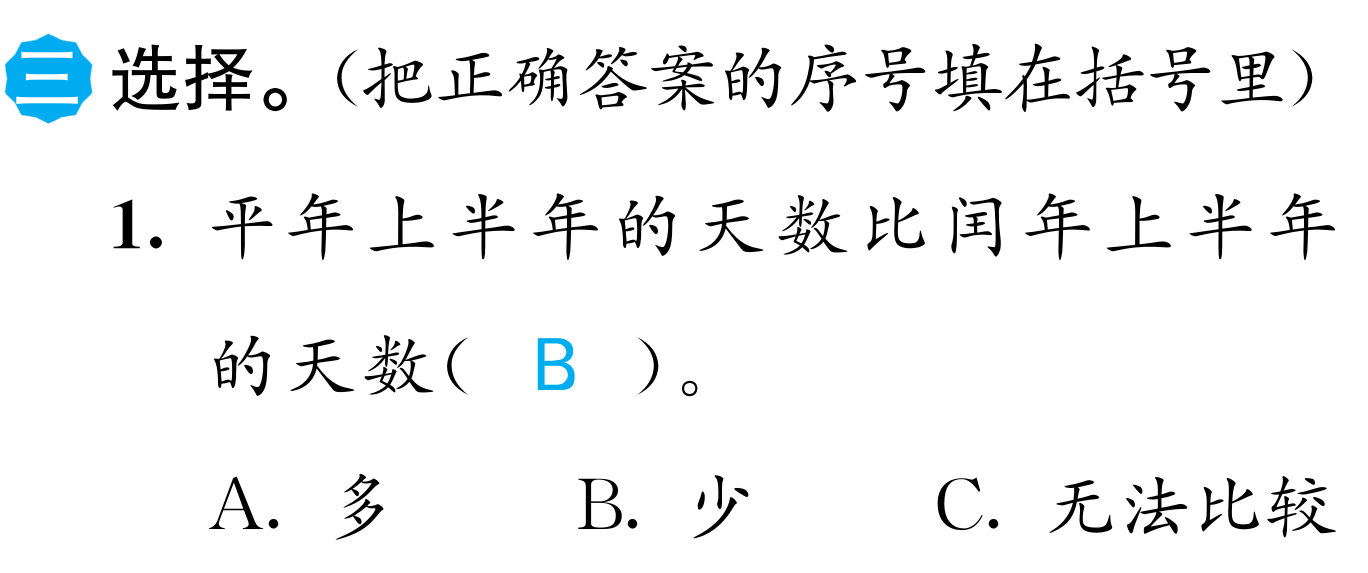 三 选择。（把正确答案的序号填在括号里）
1. 平年上半年的天数比闰年上半年
的天数( B )。
A. 多 B. 少 C. 无法比较